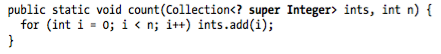 public static void count(Collection<? super Integer> ints, int n) {
  for (int i = 0; i < n; i++) ints.add(i);
}